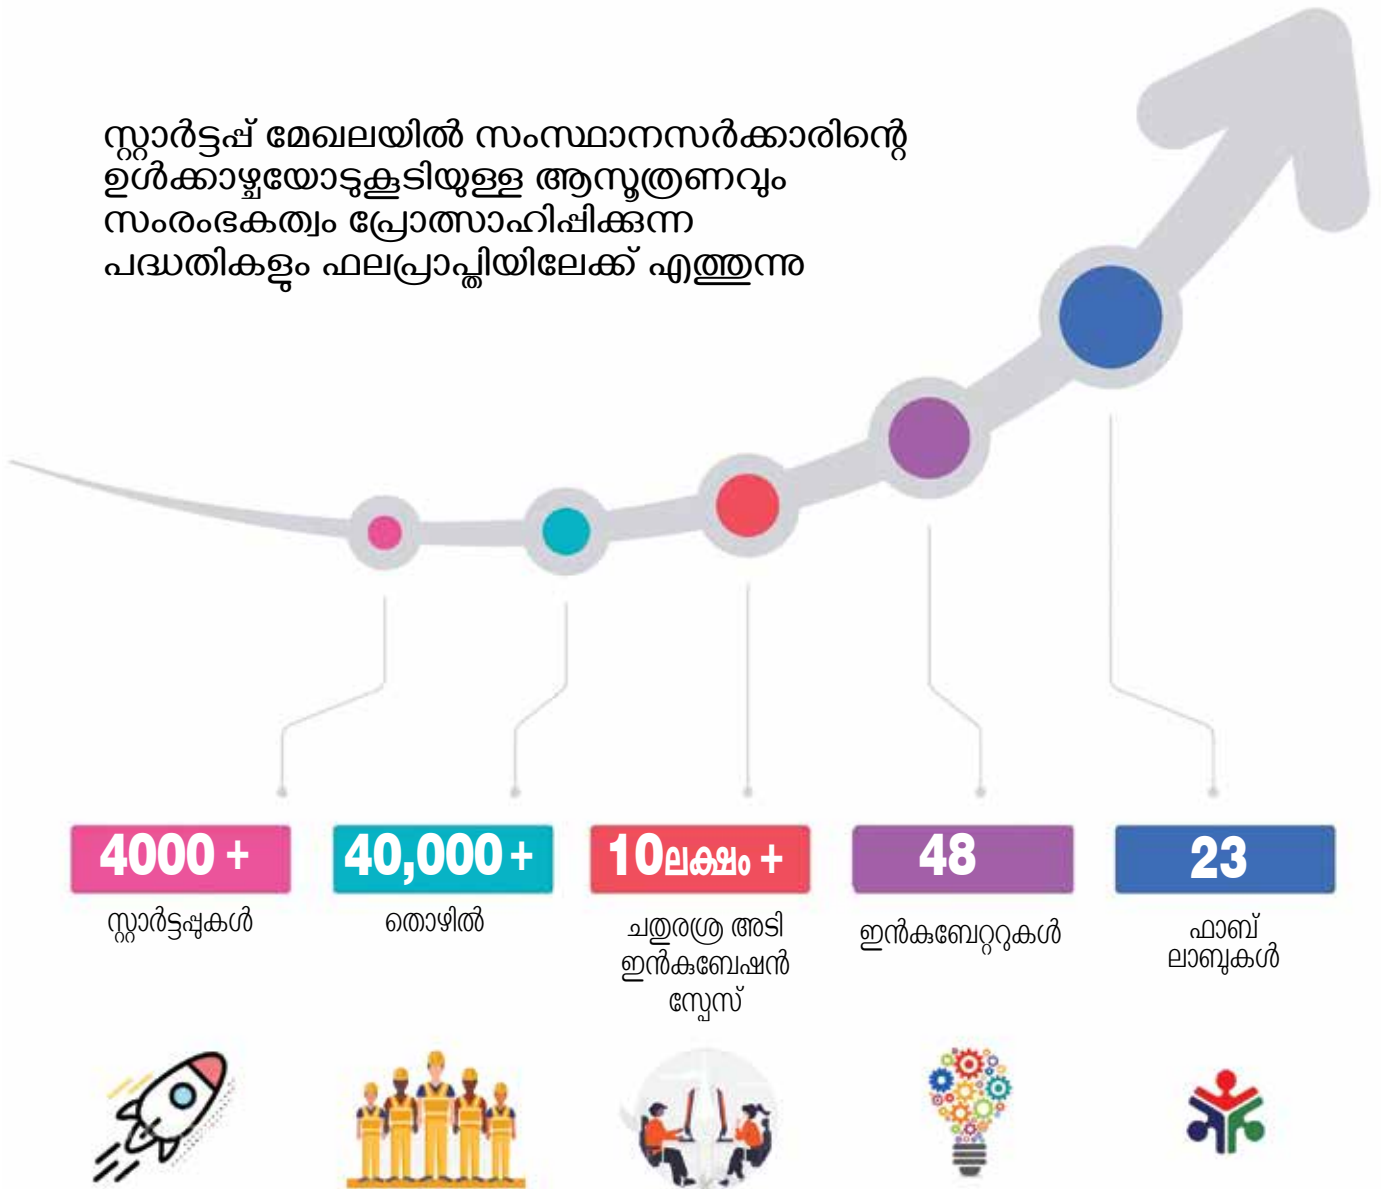 സ്റ്റാർട്ടപ്പ് മേഖലയിൽ സംസ്ഥാനസർക്കാരിന്റെ
ഉൾക്കാഴ്ചയോടുകൂടിയുള്ള ആസൂത്രണവും
സംരംഭകത്വം പ്രോത്സാഹിപ്പിക്കുന്ന
പദ്ധതികളും ഫലപ്രാപ്തിയിലേക്ക് എത്തുന്നു
4000 +
സ്റ്റാർട്ടപ്പുകൾ
40,000 +
തൊഴിൽ
10ലക്ഷം +
ചതുരശ്ര അടി
ഇൻകുബേഷൻ
സ്പേസ്
48
ഇൻകുബേറ്ററുകൾ
23
ഫാബ്
ലാബുകൾ